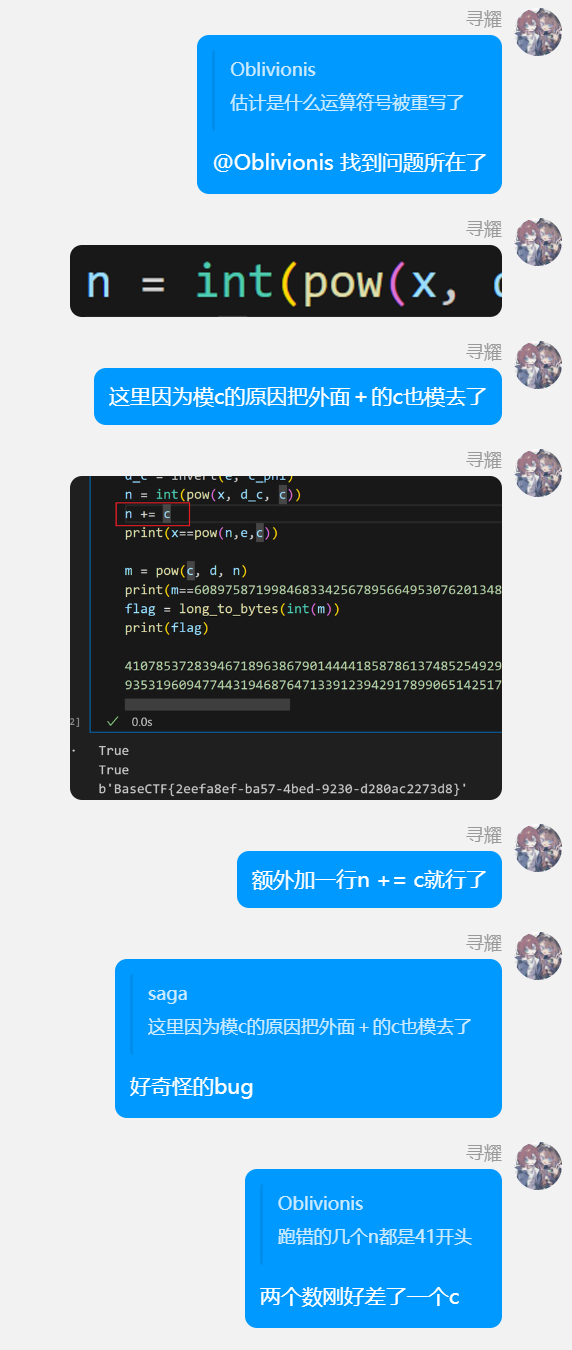 寻耀
Oblivionis
估计是什么运算符号被重写了
@Oblivionis 找到问题所在了
寻耀
n = int(pow(x,
寻耀
这里因为模c的原因把外面＋的c也模去了
寻耀
d_c = invert(e, c_phi)
n = int(pow(x, d_c, c))
n += c
print(x==pow(n,e,c))
m = pow(c, d, n)
print(m==6089758719984683342567895664953076201348
flag = long_to_bytes(int(m))
print(flag)
4107853728394671896386790144441858786137485254929
9353196094774431946876471339123942917899065142517
2]
0.0s
True
True
b'BaseCTF{2eefa8ef-ba57-4bed-9230-d280ac2273d8}'
寻耀
额外加一行n += c就行了
寻耀
saga
这里因为模c的原因把外面＋的c也模去了
好奇怪的bug
寻耀
Oblivionis
跑错的几个n都是41开头
两个数刚好差了一个c